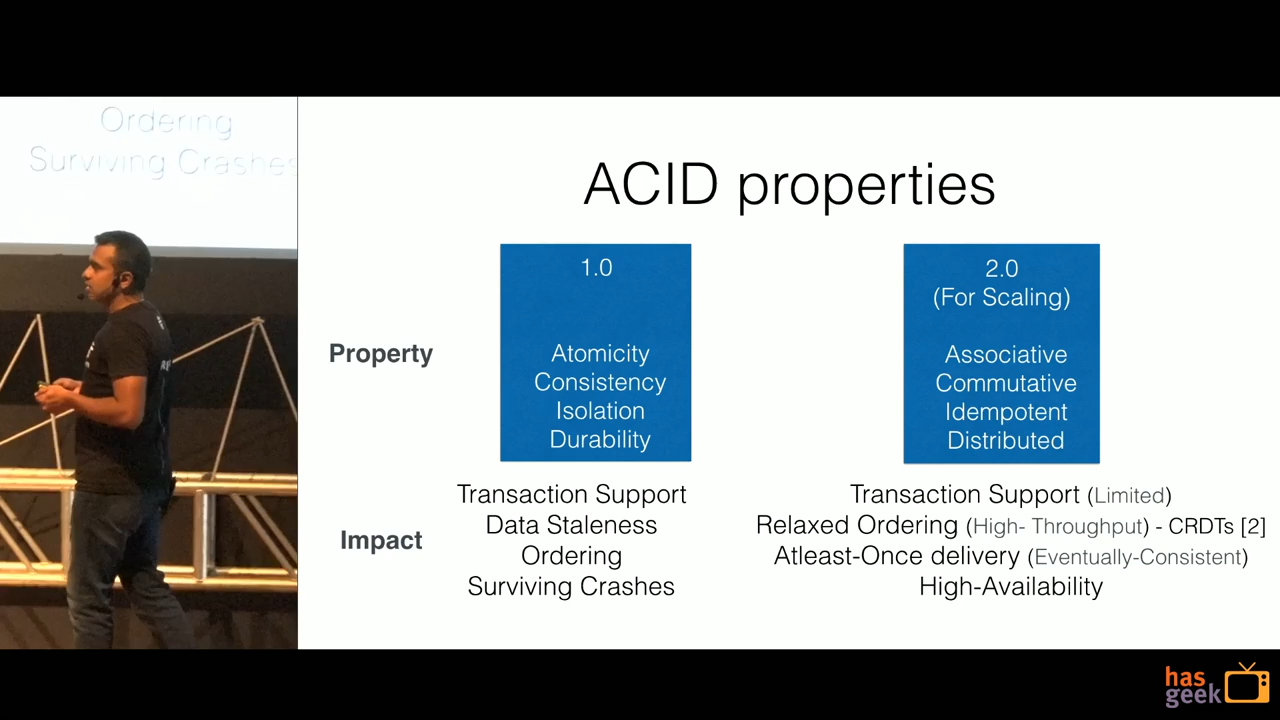 Ordering
Surviving Crashes
ACID properties
1.0
2.0
(For Scaling)
Property
Atomicity
Consistency
Isolation
Durability
Associative
Commutative
Idempotent
Distributed
Impact
Transaction Support
Data Staleness
Ordering
Surviving Crashes
Transaction Support (Limited)
Relaxed Ordering (High- Throughput) - CRDTs [2]
Atleast-Once delivery (Eventually-Consistent)
High-Availability
has
geek